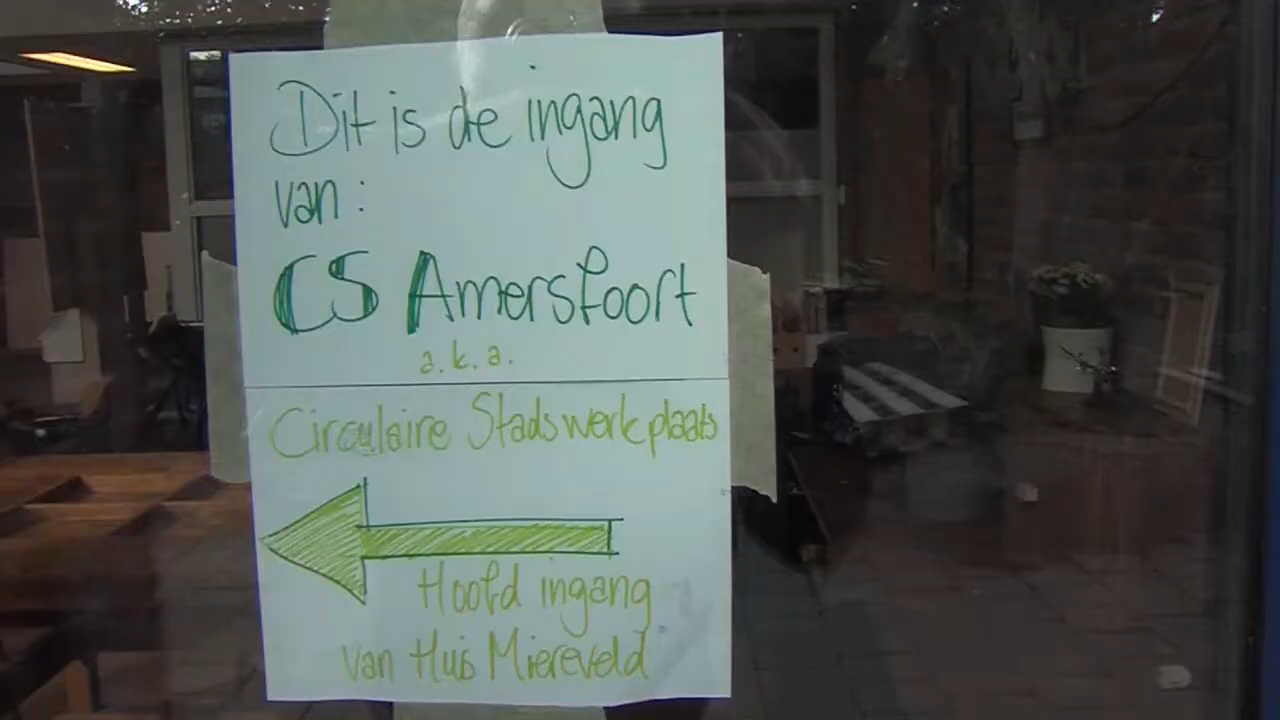 Dit is de ingang
van:
CS Amersfoort
a.k.a.
Circulaire Stadswerkplaats
Hoofd ingang
van Huis Miereveld